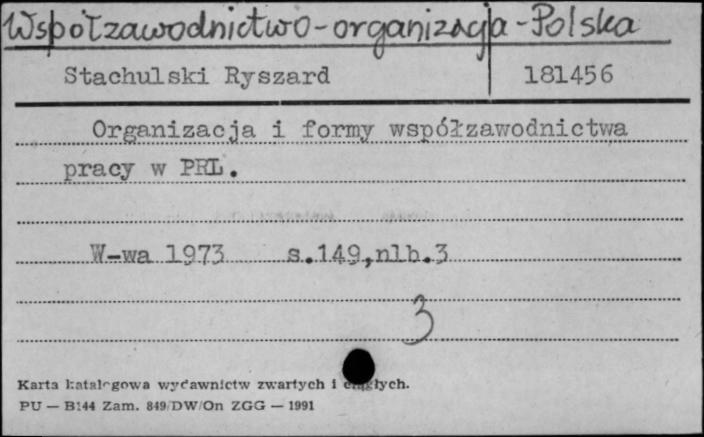 Współzawodnictwo-organizacja-Polska
Stachulski Ryszard 181456
Organizacja i formy współzawodnictwa
pracy w PRL.
W-wa 1973 s.149,nlb.3
3
Karta katalogowa wydawnictw zwartych i ciągłych.
PU — B144 Zam. 849/DW/On ZGG — 1991